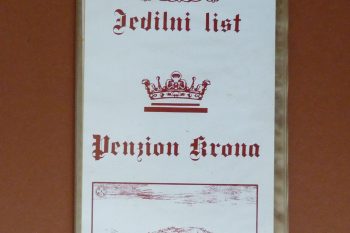 Jedilni list
Penzion Krona